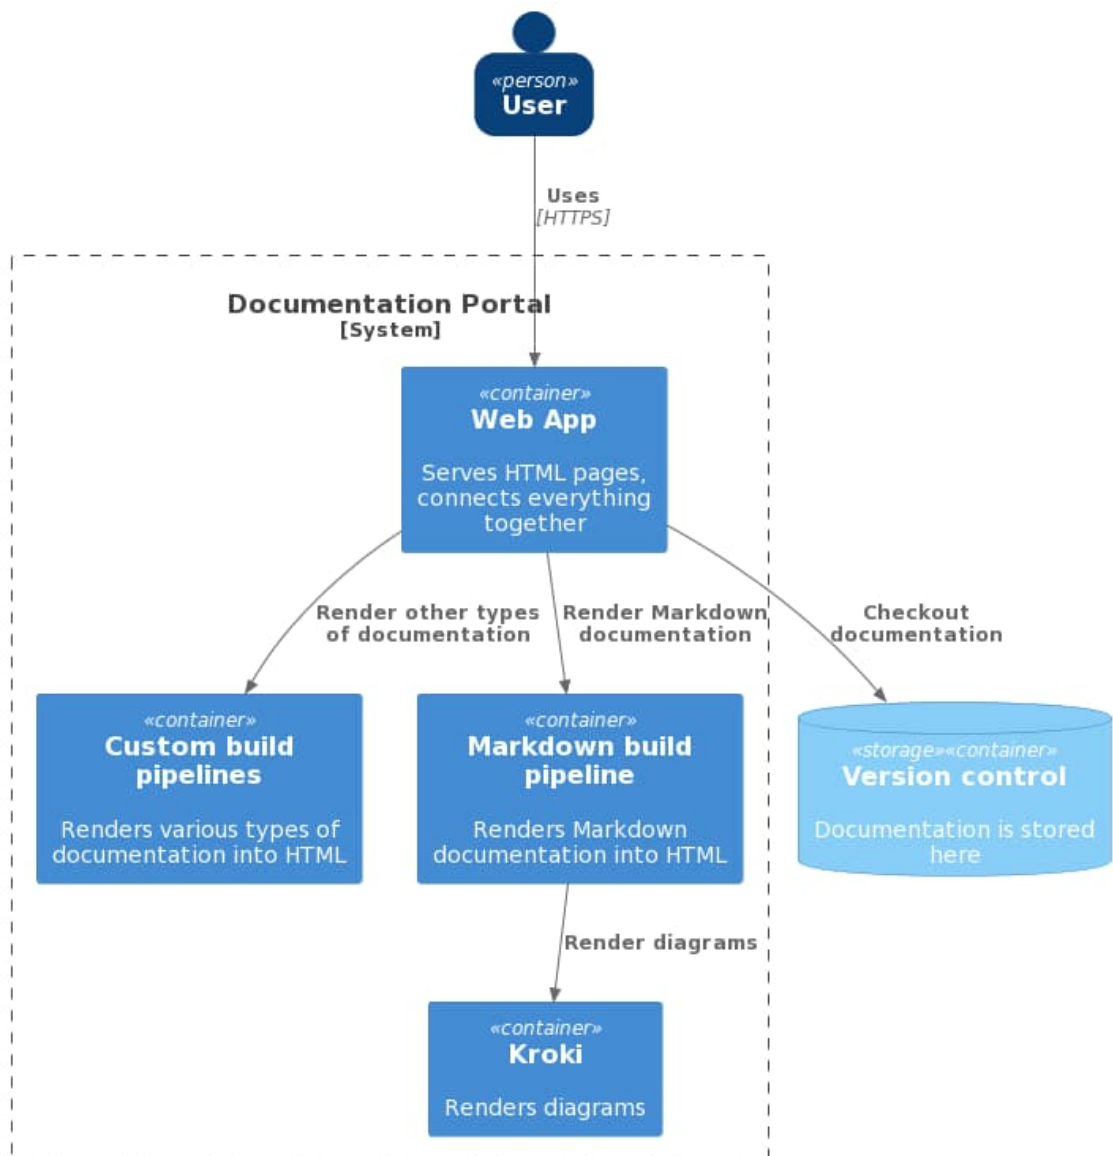 «person»
User
Uses
[HTTPS]
Documentation Portal
[System]
«container»
Web App
Serves HTML pages,
connects everything
together
Render other types
of documentation
Render Markdown
documentation
Checkout
documentation
«container»
Custom build
pipelines
Renders various types of
documentation into HTML
«container»
Markdown build
pipeline
Renders Markdown
documentation into HTML
«storage»«container»
Version control
Documentation is stored
here
Render diagrams
«container»
Kroki
Renders diagrams